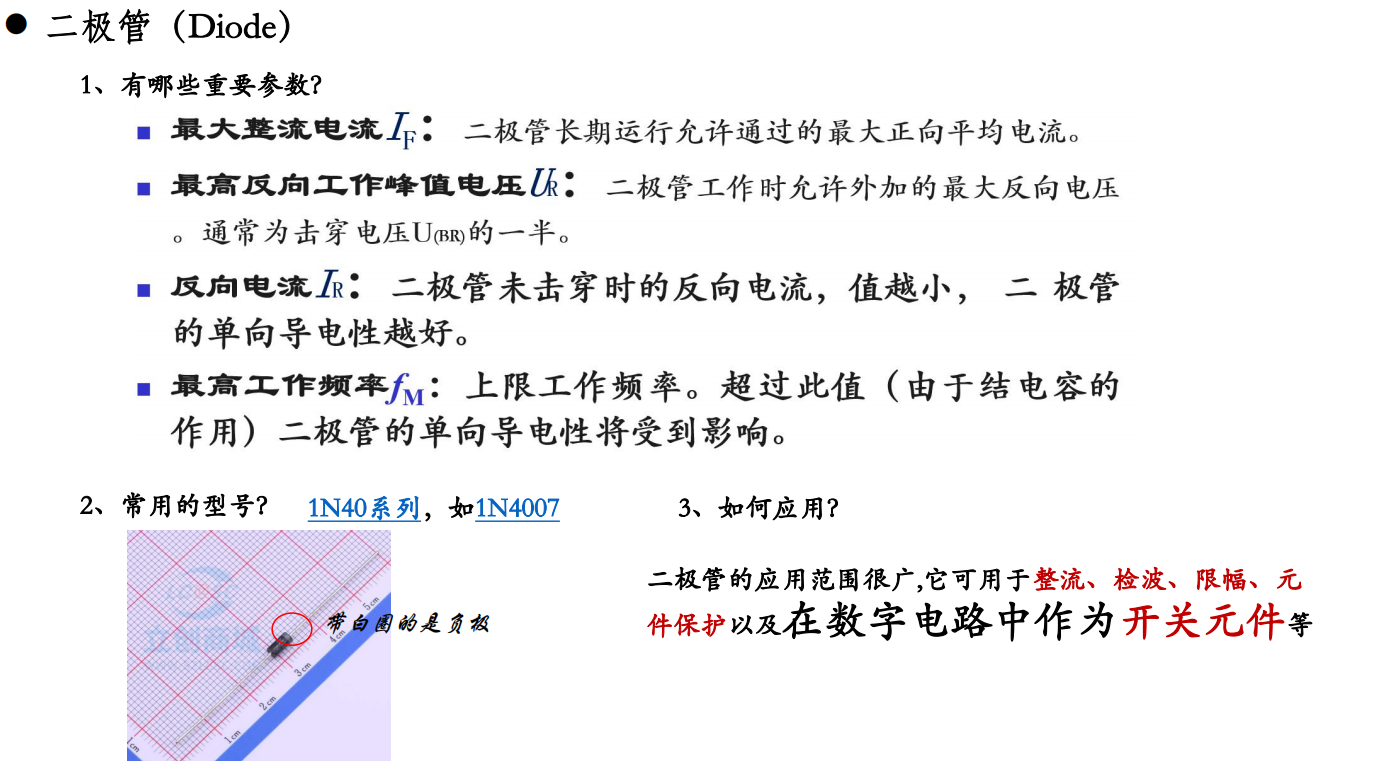 ● 二极管（Diode）
1、有哪些重要参数?
■ 最大整流电流IF： 二极管长期运行允许通过的最大正向平均电流。
■ 最高反向工作峰值电压UR： 二极管工作时允许外加的最大反向电压
。通常为击穿电压U(BR)的一半。
■ 反向电流IR： 二极管未击穿时的反向电流，值越小， 二 极管
的单向导电性越好。
■ 最高工作频率fM：上限工作频率。超过此值（由于结电容的
作用）二极管的单向导电性将受到影响。
2、常用的型号? 1N40系列，如1N4007
带白圈的是负极
1cm
1cm
2cm
3cm
4cm
5cm
3、如何应用?
二极管的应用范围很广,它可用于整流、检波、限幅、元
件保护以及在数字电路中作为开关元件等